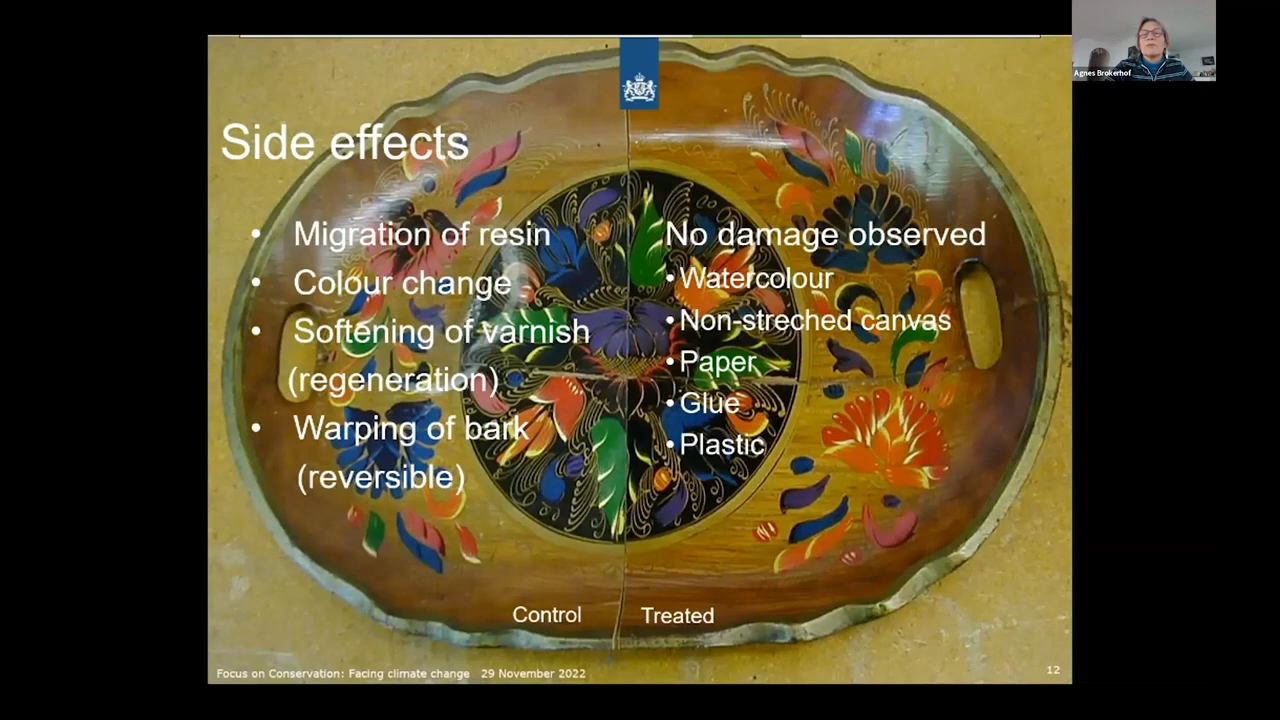 Agnes Brokerhof
Side effects
• Migration of resin
• Colour change
• Softening of varnish
(regeneration)
• Warping of bark
(reversible)
No damage observed
• Watercolour
• Non-streched canvas
• Paper
• Glue
• Plastic
Control
Treated
Focus on Conservation: Facing climate change 29 November 2022
12